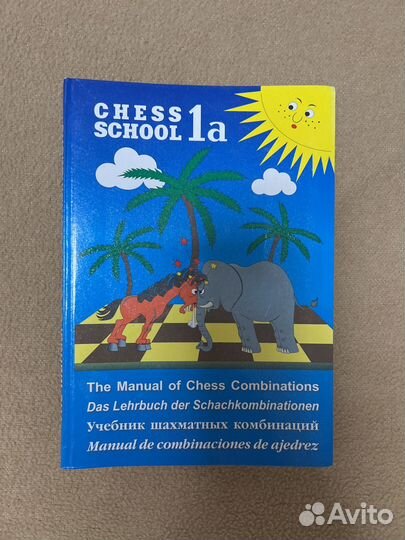 CHESS
SCHOOL 1a
The Manual of Chess Combinations
Das Lehrbuch der Schachkombinationen
Учебник шахматных комбинаций
Manual de combinaciones de ajedrez
Avito